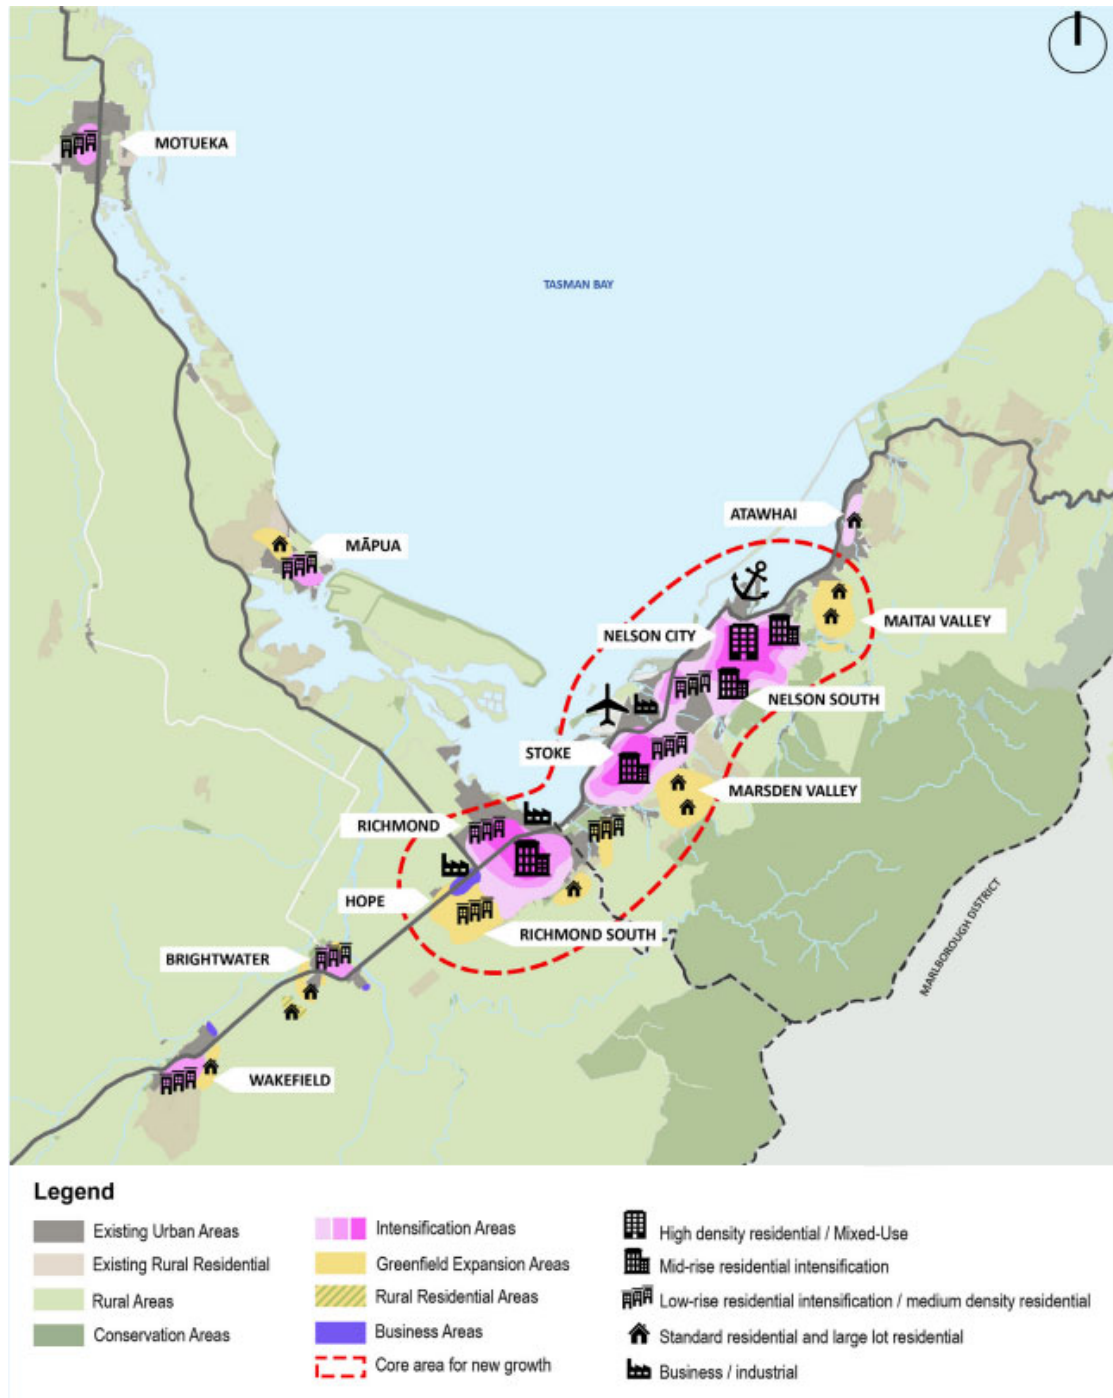 MOTUEKA
TASMAN BAY
ATAWHAI
MĀPUA
MAITAI VALLEY
NELSON CITY
NELSON SOUTH
STOKE
MARSDEN VALLEY
RICHMOND
HOPE
RICHMOND SOUTH
BRIGHTWATER
MARLBOROUGH DISTRICT
WAKEFIELD
Legend
Existing Urban Areas
Existing Rural Residential
Rural Areas
Conservation Areas
Intensification Areas
Greenfield Expansion Areas
Rural Residential Areas
Business Areas
Core area for new growth
High density residential / Mixed-Use
Mid-rise residential intensification
Low-rise residential intensification / medium density residential
Standard residential and large lot residential
Business / industrial